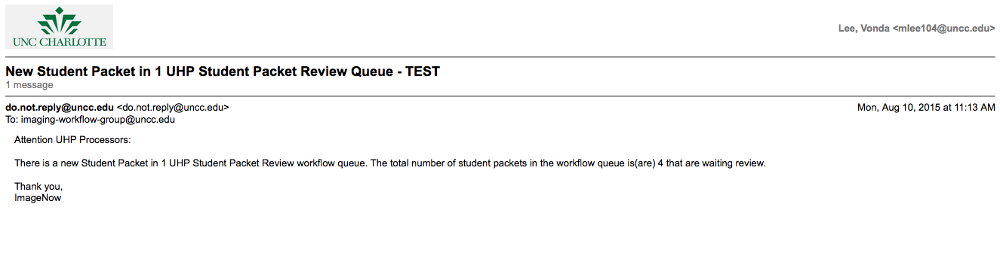 UNC CHARLOTTE
Lee, Vonda <mlee104@uncc.edu>
New Student Packet in 1 UHP Student Packet Review Queue - TEST
1 message
do.not.reply@uncc.edu <do.not.reply@uncc.edu>
Mon, Aug 10, 2015 at 11:13 AM
To: imaging-workflow-group@uncc.edu
Attention UHP Processors:
There is a new Student Packet in 1 UHP Student Packet Review workflow queue. The total number of student packets in the workflow queue is(are) 4 that are waiting review.
Thank you,
ImageNow